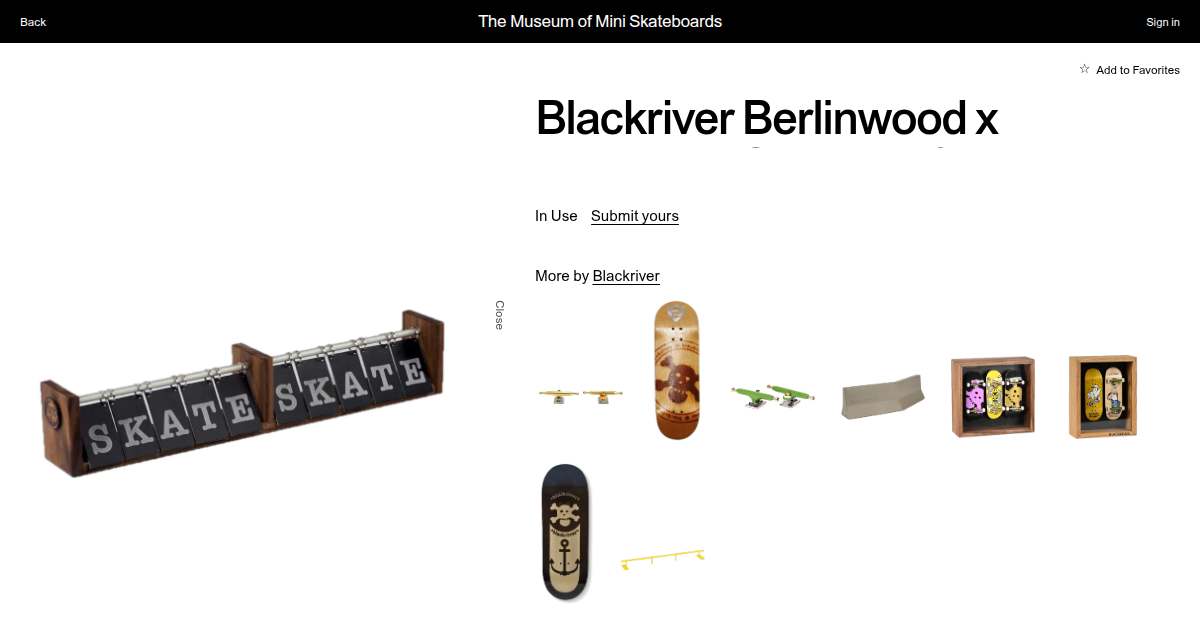 Back
The Museum of Mini Skateboards
Sign in
☆ Add to Favorites
Blackriver Berlinwood x
In Use Submit yours
More by Blackriver
Close
SKATE SKATE